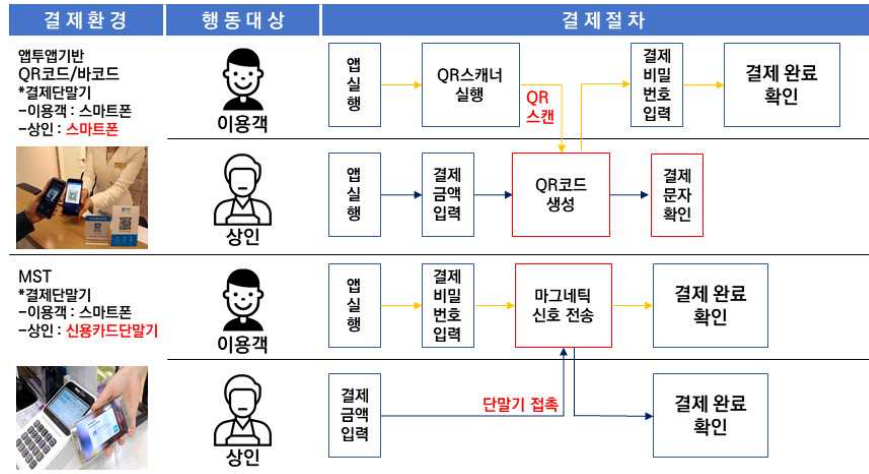 결제환경
행동대상
결제절차
앱투앱기반
QR코드/바코드
*결제단말기
-이용객 : 스마트폰
-상인 : 스마트폰
이용객
앱
실
행
QR스캐너
실행
QR
스캔
결제
비밀
번호
입력
결제 완료
확인
상인
앱
실
행
결제
금액
입력
QR코드
생성
결제
문자
확인
MST
*결제단말기
-이용객 : 스마트폰
-상인 : 신용카드단말기
이용객
앱
실
행
결제
비밀
번호
입력
마그네틱
신호 전송
결제 완료
확인
상인
결제
금액
입력
단말기 접촉
결제 완료
확인